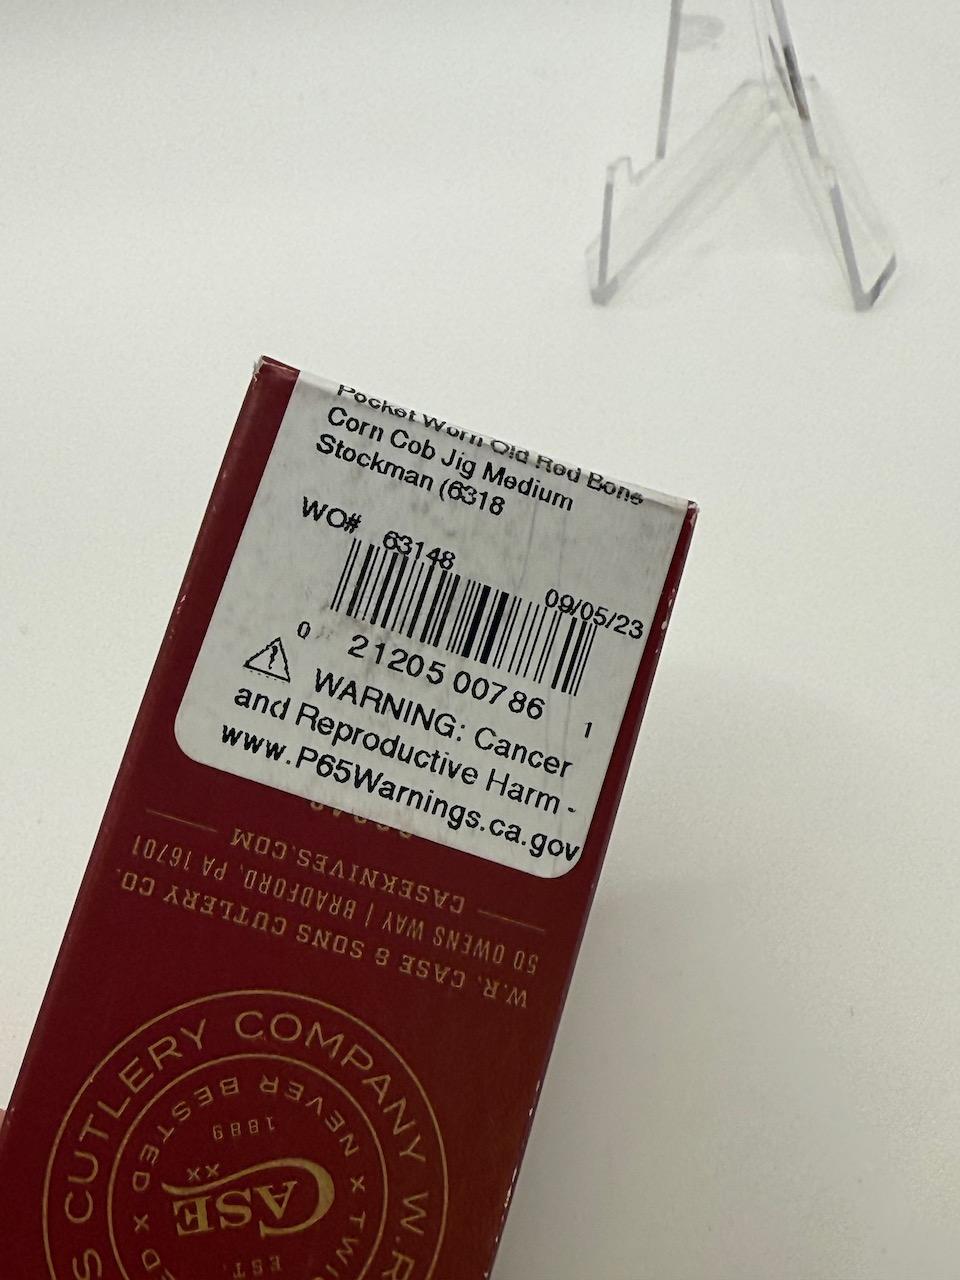 Pocket Worn Old Red Bone
Corn Cob Jig Medium
Stockman (6318
WO# 63148
09/05/23
0 21205 00786 1
WARNING: Cancer
and Reproductive Harm -
www.P65Warnings.ca.gov
CASEKNIVES.COM
50 OWENS WAY | BRADFORD, PA 16701
W.R. CASE & SONS CUTLERY CO.
S CUTLERY COMPANY W.R
NEVER BESTED
1889
CASE
XX
EST.